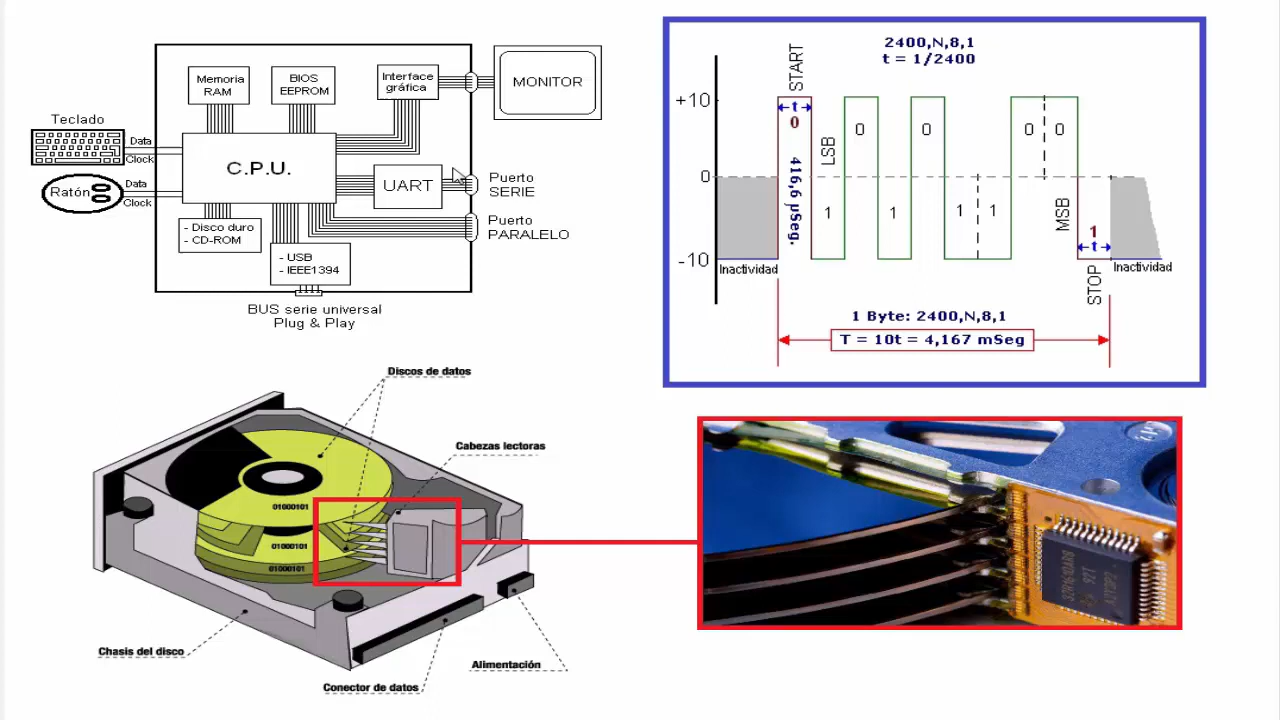 Memoria
RAM
BIOS
EEPROM
Interface
gráfica
MONITOR
Teclado
Data
Clock
C.P.U.
Ratón
Data
Clock
UART
Puerto
SERIE
- Disco duro
- CD-ROM
Puerto
PARALELO
- USB
- IEEE1394
BUS serie universal
Plug & Play
2400,N,8,1
t = 1/2400
START
+10
t
0
LSB
0
0
0
0
0
416,6 µSeg.
1
1
1
1
MSB
1
t
-10
Inactividad
STOP
Inactividad
1 Byte: 2400,N,8,1
T = 10t = 4,167 mSeg
Discos de datos
Cabezas lectoras
01000101
01000101
01000101
Chasis del disco
Alimentación
Conector de datos